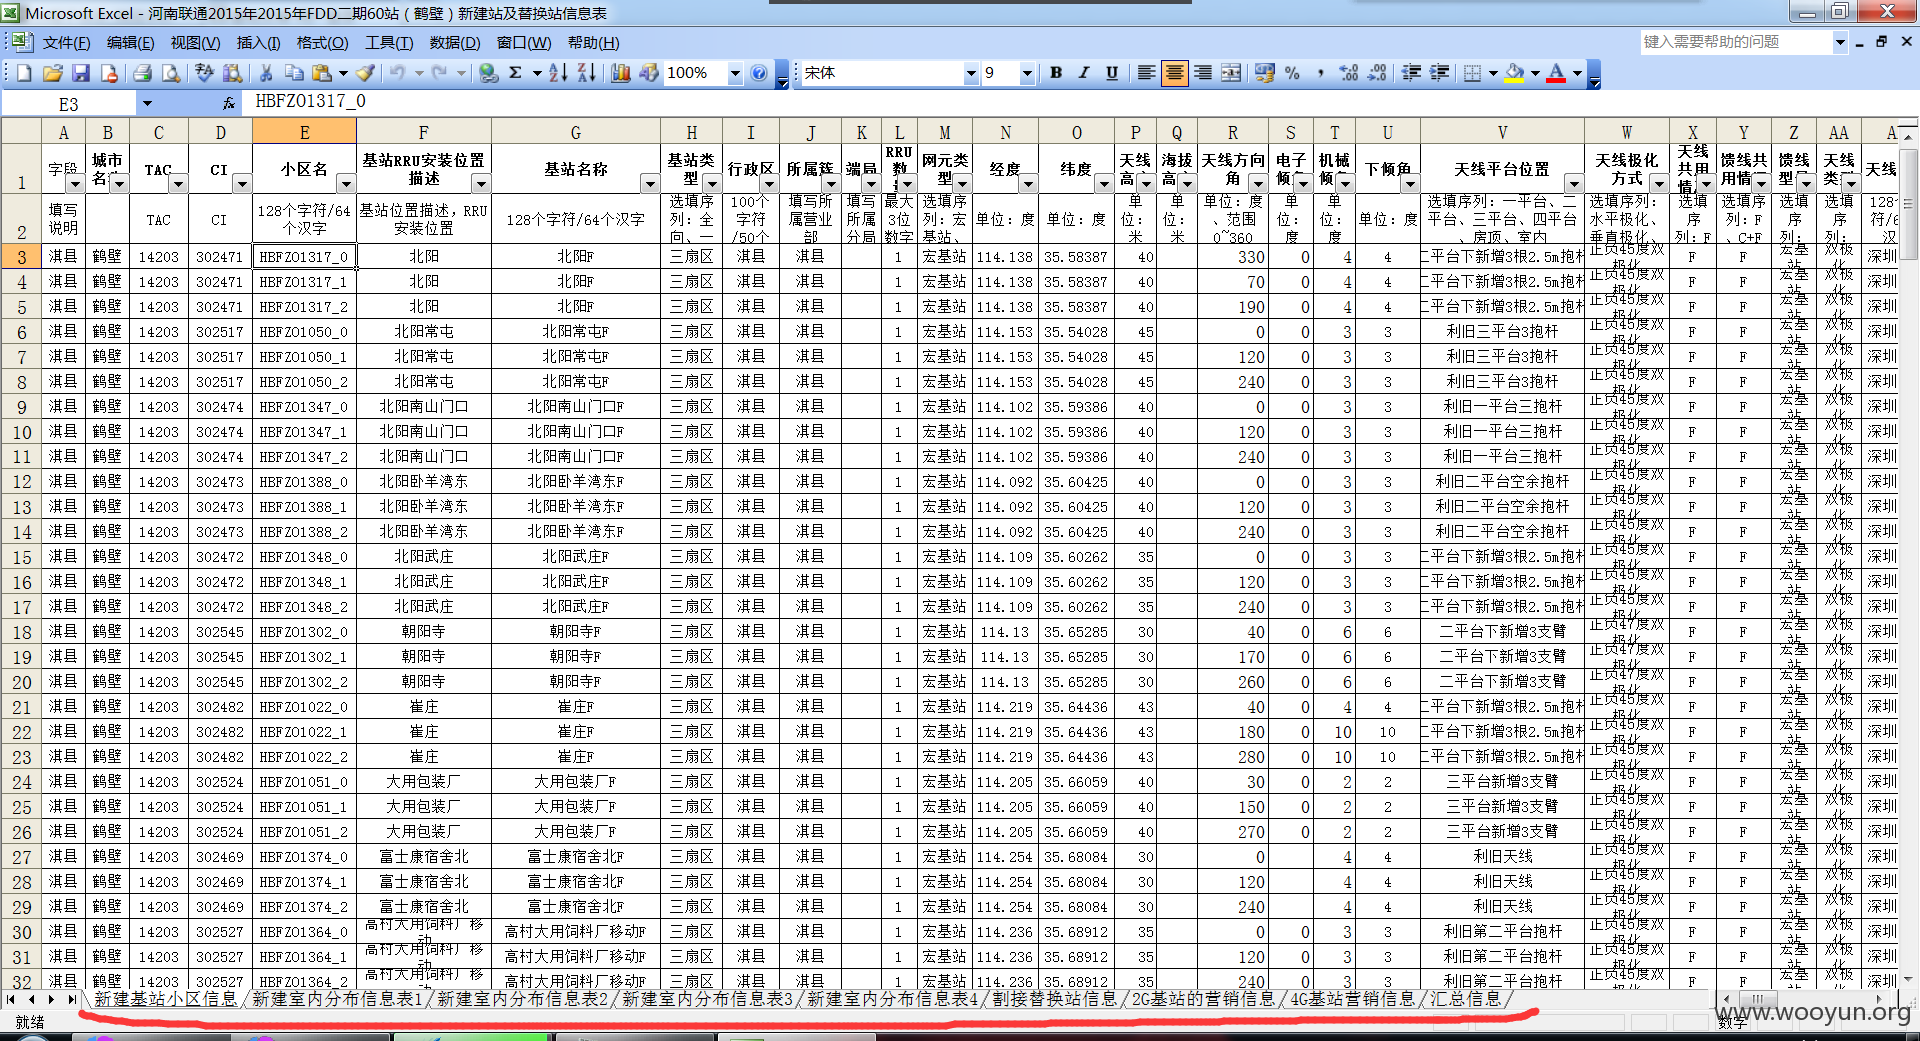 Microsoft Excel - 河南联通2015年2015年FDD二期60站（鹤壁）新建站及替换站信息表
文件(F) 编辑(E) 视图(V) 插入(I) 格式(O) 工具(T) 数据(D) 窗口(W) 帮助(H) 键入需要帮助的问题
100% 宋体 9 B I U
E3 fx HBFZ01317_0
A B C D E F G H I J K L M N O P Q R S T U V W X Y Z AA A
1 字段 城市名 TAC CI 小区名 基站RRU安装位置描述 基站名称 基站类型 行政区 所属簇 端局 RRU数 网元类型 经度 纬度 天线高 海拔高 天线方向角 电子倾角 机械倾角 下倾角 天线平台位置 天线极化方式 天线共用情 馈线共用情 馈线型 天线类 天线
2 填写说明 TAC CI 128个字符/64个汉字 基站位置描述，RRU安装位置 128个字符/64个汉字 选填序列：全向、一 100个字符/50个 填写所属营业部 填写所属分局 最大3位数字 选填序列：宏基站、 单位：度 单位：度 单位：米 单位：米 单位：度、范围0~360 单位：度 单位：度 单位：度 选填序列：一平台、二平台、三平台、四平台、房顶、室内 选填序列：水平极化、垂直极化、 选填序列：F 选填序列：F、C+F 选填序列： 选填序列：
3 淇县 鹤壁 14203 302471 HBFZ01317_0 北阳 北阳F 三扇区 淇县 淇县 1 宏基站 114.138 35.58387 40 330 0 4 4 二平台下新增3根2.5m抱杆 正负45度双极化 F F 宏基站 双极化 深圳
4 淇县 鹤壁 14203 302471 HBFZ01317_1 北阳 北阳F 三扇区 淇县 淇县 1 宏基站 114.138 35.58387 40 70 0 4 4 二平台下新增3根2.5m抱杆 正负45度双极化 F F 宏基站 双极化 深圳
5 淇县 鹤壁 14203 302471 HBFZ01317_2 北阳 北阳F 三扇区 淇县 淇县 1 宏基站 114.138 35.58387 40 190 0 4 4 二平台下新增3根2.5m抱杆 正负45度双极化 F F 宏基站 双极化 深圳
6 淇县 鹤壁 14203 302517 HBFZ01050_0 北阳常屯 北阳常屯F 三扇区 淇县 淇县 1 宏基站 114.153 35.54028 45 0 0 3 3 利旧三平台3抱杆 正负45度双极化 F F 宏基站 双极化 深圳
7 淇县 鹤壁 14203 302517 HBFZ01050_1 北阳常屯 北阳常屯F 三扇区 淇县 淇县 1 宏基站 114.153 35.54028 45 120 0 3 3 利旧三平台3抱杆 正负45度双极化 F F 宏基站 双极化 深圳
8 淇县 鹤壁 14203 302517 HBFZ01050_2 北阳常屯 北阳常屯F 三扇区 淇县 淇县 1 宏基站 114.153 35.54028 45 240 0 3 3 利旧三平台3抱杆 正负45度双极化 F F 宏基站 双极化 深圳
9 淇县 鹤壁 14203 302474 HBFZ01347_0 北阳南山门口 北阳南山门口F 三扇区 淇县 淇县 1 宏基站 114.102 35.59386 40 0 0 3 3 利旧一平台三抱杆 正负45度双极化 F F 宏基站 双极化 深圳
10 淇县 鹤壁 14203 302474 HBFZ01347_1 北阳南山门口 北阳南山门口F 三扇区 淇县 淇县 1 宏基站 114.102 35.59386 40 120 0 3 3 利旧一平台三抱杆 正负45度双极化 F F 宏基站 双极化 深圳
11 淇县 鹤壁 14203 302474 HBFZ01347_2 北阳南山门口 北阳南山门口F 三扇区 淇县 淇县 1 宏基站 114.102 35.59386 40 240 0 3 3 利旧一平台三抱杆 正负45度双极化 F F 宏基站 双极化 深圳
12 淇县 鹤壁 14203 302473 HBFZ01388_0 北阳卧羊湾东 北阳卧羊湾东F 三扇区 淇县 淇县 1 宏基站 114.092 35.60425 40 0 0 3 3 利旧二平台空余抱杆 正负45度双极化 F F 宏基站 双极化 深圳
13 淇县 鹤壁 14203 302473 HBFZ01388_1 北阳卧羊湾东 北阳卧羊湾东F 三扇区 淇县 淇县 1 宏基站 114.092 35.60425 40 120 0 3 3 利旧二平台空余抱杆 正负45度双极化 F F 宏基站 双极化 深圳
14 淇县 鹤壁 14203 302473 HBFZ01388_2 北阳卧羊湾东 北阳卧羊湾东F 三扇区 淇县 淇县 1 宏基站 114.092 35.60425 40 240 0 3 3 利旧二平台空余抱杆 正负45度双极化 F F 宏基站 双极化 深圳
15 淇县 鹤壁 14203 302472 HBFZ01348_0 北阳武庄 北阳武庄F 三扇区 淇县 淇县 1 宏基站 114.109 35.60262 35 0 0 3 3 二平台下新增3根2.5m抱杆 正负45度双极化 F F 宏基站 双极化 深圳
16 淇县 鹤壁 14203 302472 HBFZ01348_1 北阳武庄 北阳武庄F 三扇区 淇县 淇县 1 宏基站 114.109 35.60262 35 120 0 3 3 二平台下新增3根2.5m抱杆 正负45度双极化 F F 宏基站 双极化 深圳
17 淇县 鹤壁 14203 302472 HBFZ01348_2 北阳武庄 北阳武庄F 三扇区 淇县 淇县 1 宏基站 114.109 35.60262 35 240 0 3 3 二平台下新增3根2.5m抱杆 正负45度双极化 F F 宏基站 双极化 深圳
18 淇县 鹤壁 14203 302545 HBFZ01302_0 朝阳寺 朝阳寺F 三扇区 淇县 淇县 1 宏基站 114.13 35.65285 30 40 0 6 6 二平台下新增3支臂 正负47度双极化 F F 宏基站 双极化 深圳
19 淇县 鹤壁 14203 302545 HBFZ01302_1 朝阳寺 朝阳寺F 三扇区 淇县 淇县 1 宏基站 114.13 35.65285 30 170 0 6 6 二平台下新增3支臂 正负47度双极化 F F 宏基站 双极化 深圳
20 淇县 鹤壁 14203 302545 HBFZ01302_2 朝阳寺 朝阳寺F 三扇区 淇县 淇县 1 宏基站 114.13 35.65285 30 260 0 6 6 二平台下新增3支臂 正负47度双极化 F F 宏基站 双极化 深圳
21 淇县 鹤壁 14203 302482 HBFZ01022_0 崔庄 崔庄F 三扇区 淇县 淇县 1 宏基站 114.219 35.64436 43 40 0 4 4 二平台下新增3根2.5m抱杆 正负45度双极化 F F 宏基站 双极化 深圳
22 淇县 鹤壁 14203 302482 HBFZ01022_1 崔庄 崔庄F 三扇区 淇县 淇县 1 宏基站 114.219 35.64436 43 180 0 10 10 二平台下新增3根2.5m抱杆 正负45度双极化 F F 宏基站 双极化 深圳
23 淇县 鹤壁 14203 302482 HBFZ01022_2 崔庄 崔庄F 三扇区 淇县 淇县 1 宏基站 114.219 35.64436 43 280 0 10 10 二平台下新增3根2.5m抱杆 正负45度双极化 F F 宏基站 双极化 深圳
24 淇县 鹤壁 14203 302524 HBFZ01051_0 大用包装厂 大用包装厂F 三扇区 淇县 淇县 1 宏基站 114.205 35.66059 40 30 0 2 2 三平台新增3支臂 正负45度双极化 F F 宏基站 双极化 深圳
25 淇县 鹤壁 14203 302524 HBFZ01051_1 大用包装厂 大用包装厂F 三扇区 淇县 淇县 1 宏基站 114.205 35.66059 40 150 0 2 2 三平台新增3支臂 正负45度双极化 F F 宏基站 双极化 深圳
26 淇县 鹤壁 14203 302524 HBFZ01051_2 大用包装厂 大用包装厂F 三扇区 淇县 淇县 1 宏基站 114.205 35.66059 40 270 0 2 2 三平台新增3支臂 正负45度双极化 F F 宏基站 双极化 深圳
27 淇县 鹤壁 14203 302469 HBFZ01374_0 富士康宿舍北 富士康宿舍北F 三扇区 淇县 淇县 1 宏基站 114.254 35.68084 30 0 4 4 利旧天线 正负45度双极化 F F 宏基站 双极化 深圳
28 淇县 鹤壁 14203 302469 HBFZ01374_1 富士康宿舍北 富士康宿舍北F 三扇区 淇县 淇县 1 宏基站 114.254 35.68084 30 120 4 4 利旧天线 正负45度双极化 F F 宏基站 双极化 深圳
29 淇县 鹤壁 14203 302469 HBFZ01374_2 富士康宿舍北 富士康宿舍北F 三扇区 淇县 淇县 1 宏基站 114.254 35.68084 30 240 4 4 利旧天线 正负45度双极化 F F 宏基站 双极化 深圳
30 淇县 鹤壁 14203 302527 HBFZ01364_0 高村大用饲料厂移动 高村大用饲料厂移动F 三扇区 淇县 淇县 1 宏基站 114.236 35.68912 35 0 0 3 3 利旧第二平台抱杆 正负45度双极化 F F 宏基站 双极化 深圳
31 淇县 鹤壁 14203 302527 HBFZ01364_1 高村大用饲料厂移动 高村大用饲料厂移动F 三扇区 淇县 淇县 1 宏基站 114.236 35.68912 35 120 0 3 3 利旧第二平台抱杆 正负45度双极化 F F 宏基站 双极化 深圳
32 淇县 鹤壁 14203 302527 HBFZ01364_2 高村大用饲料厂移 高村大用饲料厂移动F 三扇区 淇县 淇县 1 宏基站 114.236 35.68912 35 240 0 3 3 利旧第二平台抱杆 正负45度双 F F 宏基 双极 深圳
新建基站小区信息 新建室内分布信息表1 新建室内分布信息表2 新建室内分布信息表3 新建室内分布信息表4 割接替换站信息 2G基站的营销信息 4G基站营销信息 汇总信息
就绪 数字
www.wooyun.org